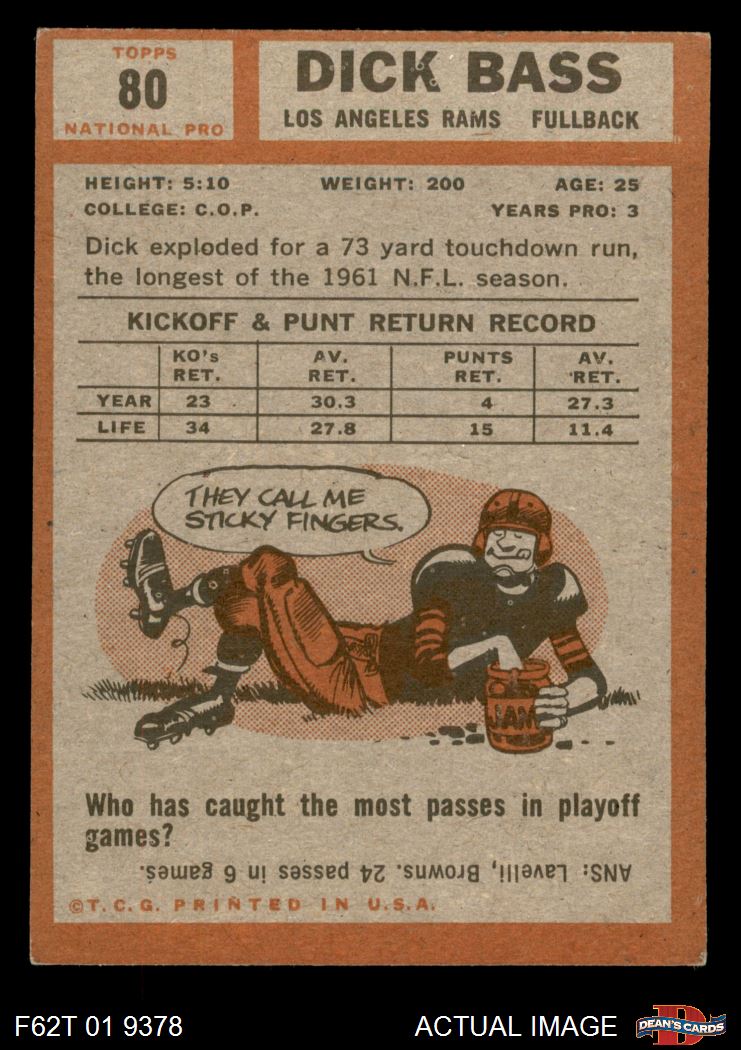 TOPPS
80
NATIONAL PRO
DICK BASS
LOS ANGELES RAMS FULLBACK
HEIGHT: 5:10 WEIGHT: 200 AGE: 25
COLLEGE: C.O.P. YEARS PRO: 3
Dick exploded for a 73 yard touchdown run,
the longest of the 1961 N.F.L. season.
KICKOFF & PUNT RETURN RECORD
KO's RET. AV. RET. PUNTS RET. AV. RET.
YEAR 23 30.3 4 27.3
LIFE 34 27.8 15 11.4
THEY CALL ME
STICKY FINGERS.
JAM
Who has caught the most passes in playoff
games?
ANS: Lavelli, Browns. 24 passes in 6 games.
©T.C.G. PRINTED IN U.S.A.
F62T 01 9378 ACTUAL IMAGE
D
DEAN'S CARDS